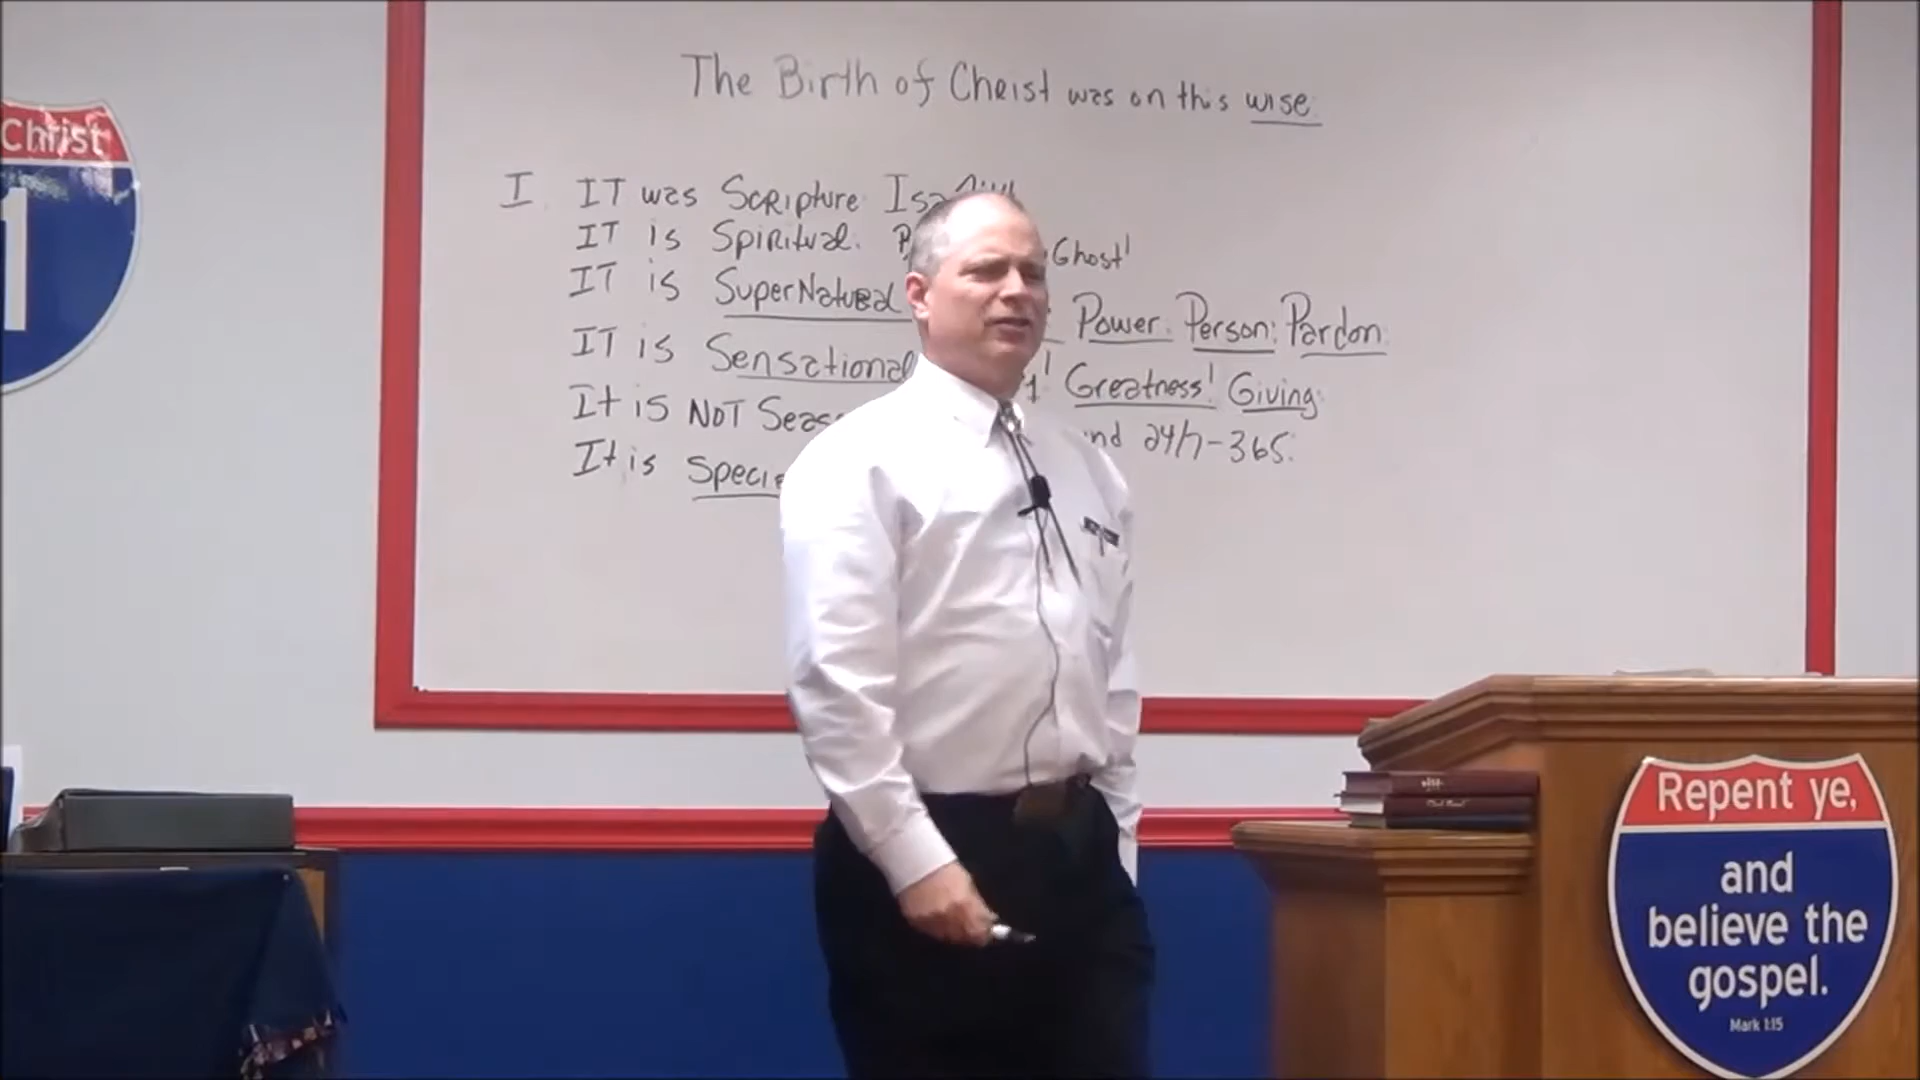 The Birth of Christ was on this wise:
I. IT was Scripture
IT is Spiritual. Ghost!
IT is SuperNatural Power: Person: Pardon:
IT is Sensational Greatness! Giving:
It is NOT 24/7-365.
It is
Christ
1
Repent ye,
and
believe the
gospel.
Mark 1:15